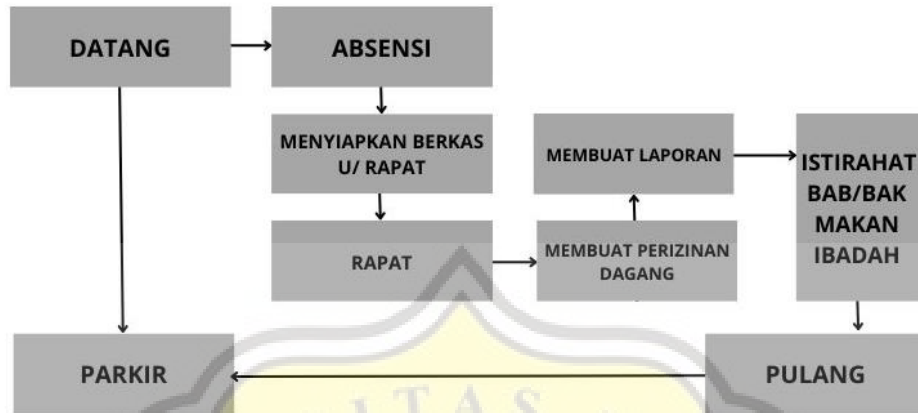 DATANG
ABSENSI
MENYIAPKAN BERKAS
U/ RAPAT
MEMBUAT LAPORAN
ISTIRAHAT
BAB/BAK
MAKAN
IBADAH
RAPAT
MEMBUAT PERIZINAN
DAGANG
PARKIR
PULANG